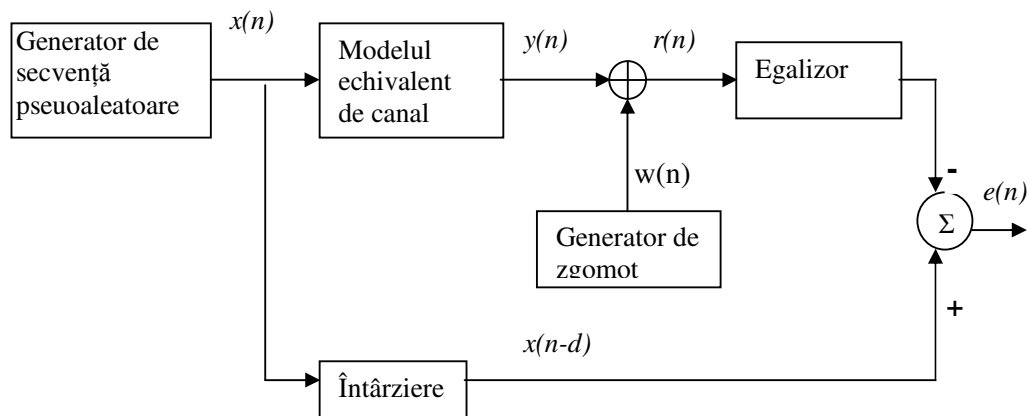 x(n)
Generator de
secvență
pseuoaleatoare
Modelul
echivalent
de canal
y(n)
r(n)
Egalizor
w(n)
Generator de
zgomot
-
e(n)
Σ
+
x(n-d)
Întârziere